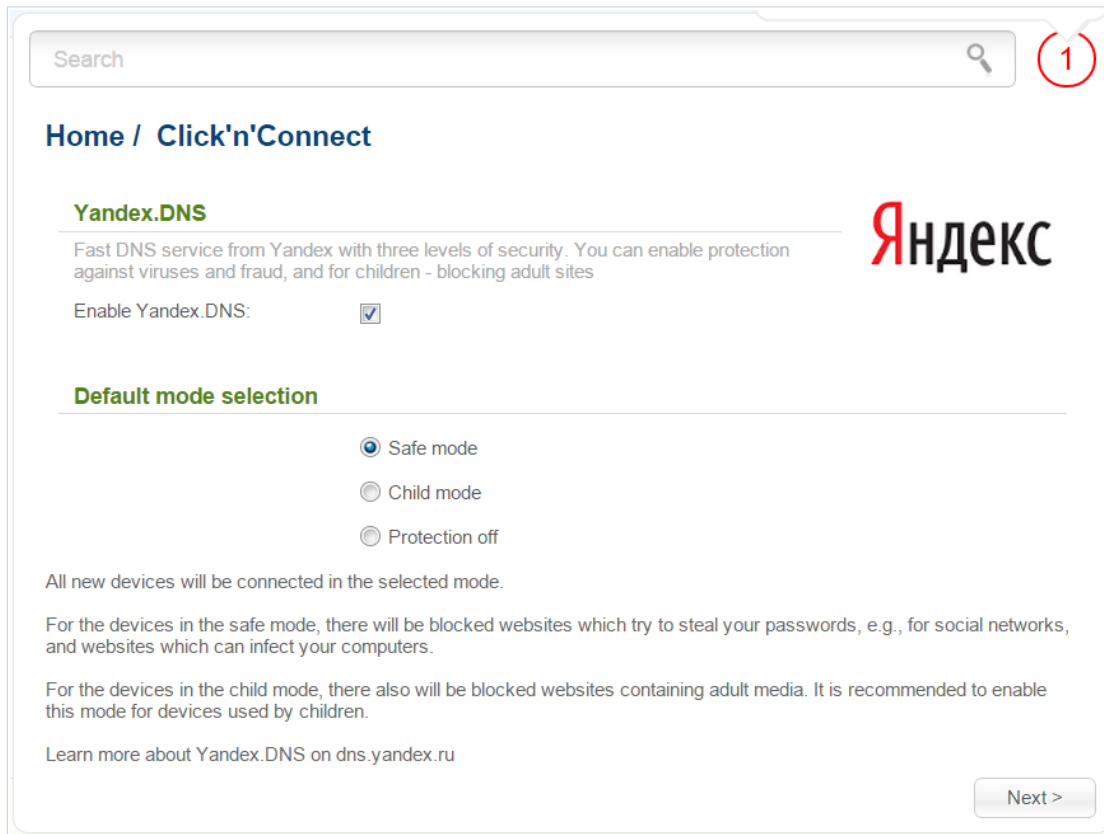 Search
1
Home / Click'n'Connect
Yandex.DNS
Яндекс
Fast DNS service from Yandex with three levels of security. You can enable protection
against viruses and fraud, and for children - blocking adult sites
Enable Yandex.DNS:
Default mode selection
Safe mode
Child mode
Protection off
All new devices will be connected in the selected mode.
For the devices in the safe mode, there will be blocked websites which try to steal your passwords, e.g., for social networks,
and websites which can infect your computers.
For the devices in the child mode, there also will be blocked websites containing adult media. It is recommended to enable
this mode for devices used by children.
Learn more about Yandex.DNS on dns.yandex.ru
Next >